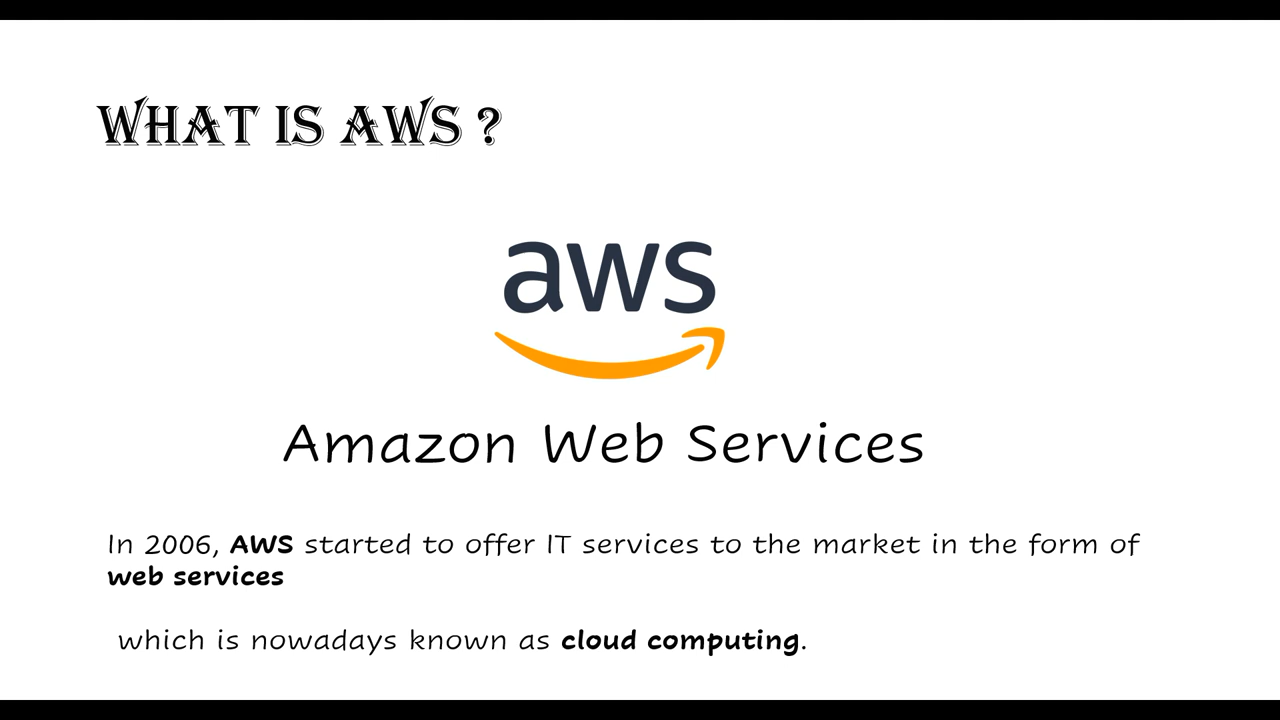 WHAT IS AWS ?
aws
Amazon Web Services
In 2006, AWS started to offer IT services to the market in the form of
web services
which is nowadays known as cloud computing.